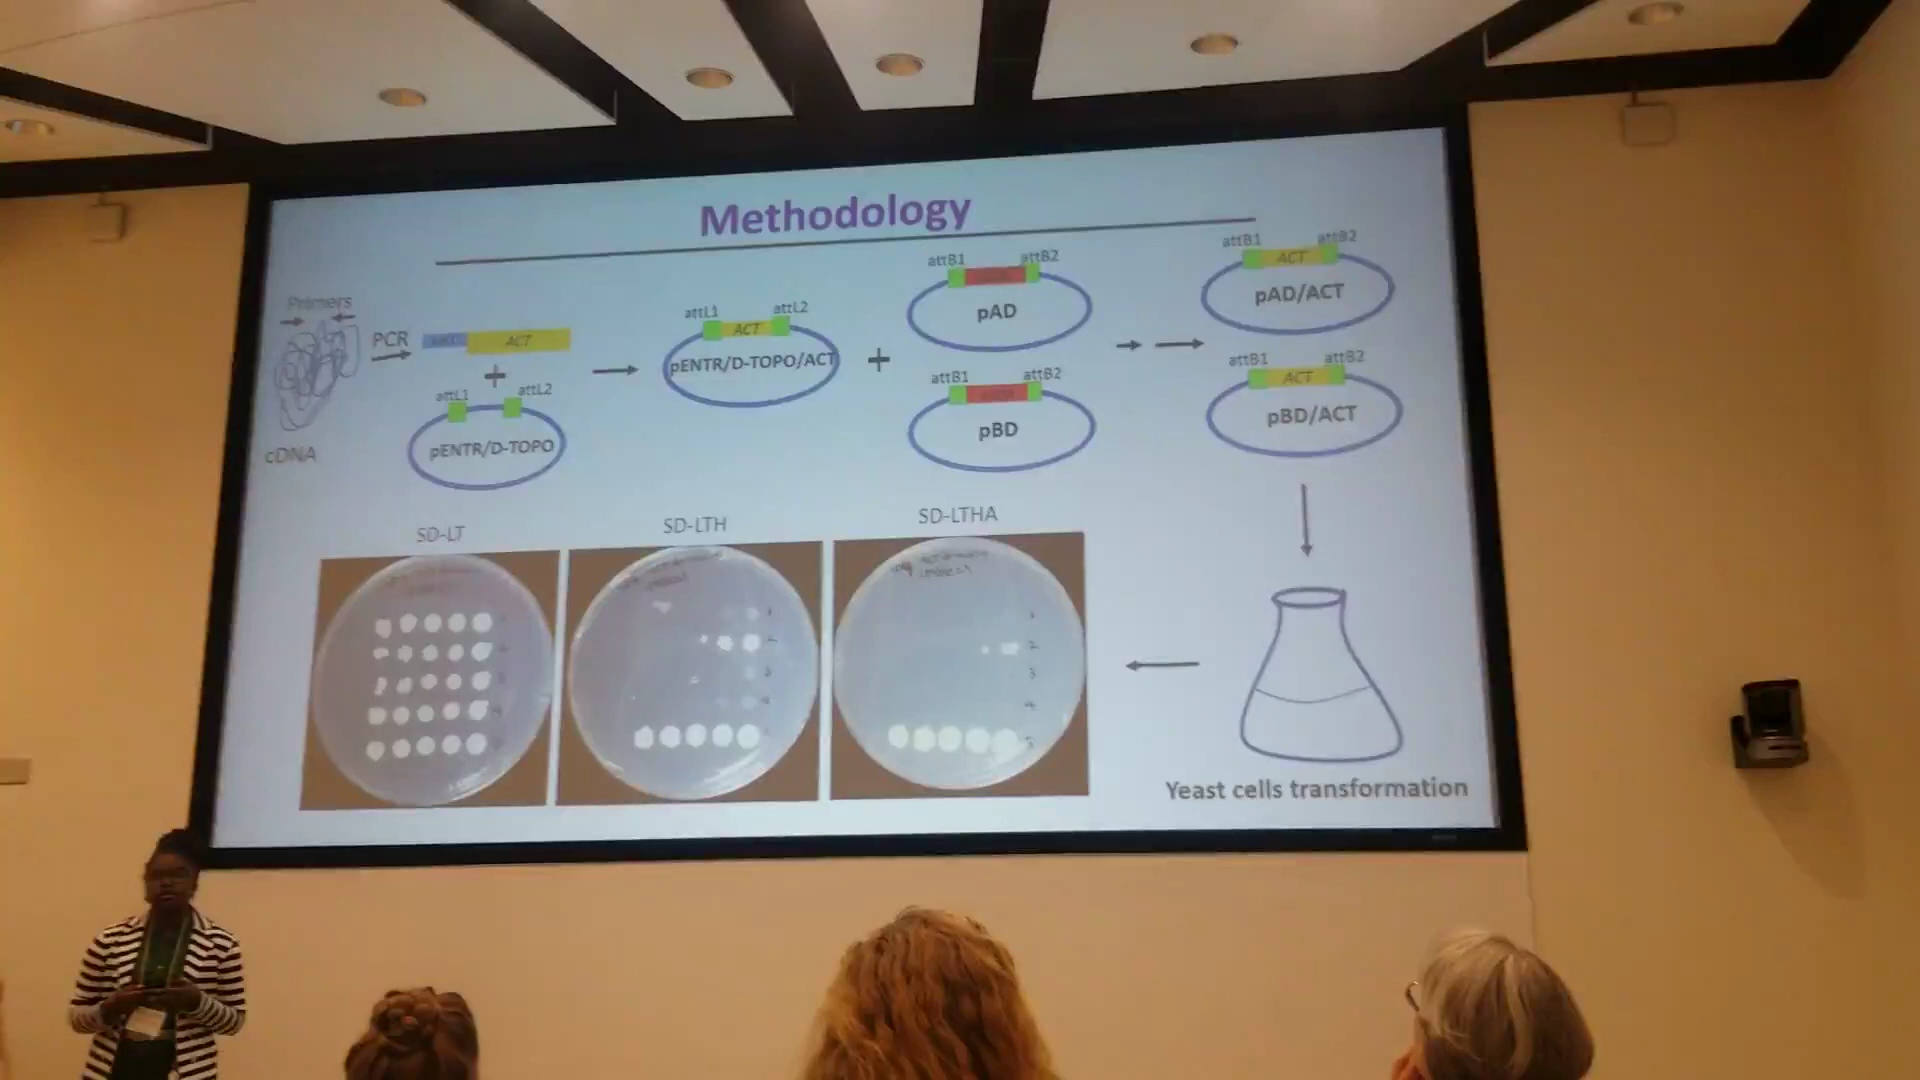 Methodology
Primers
PCR
ACT
+
attL1 attL2
pENTR/D-TOPO
cDNA
attL1 attL2
ACT
pENTR/D-TOPO/ACT
+
attB1 attB2
pAD
attB1 attB2
pBD
attB1 attB2
ACT
pAD/ACT
attB1 attB2
ACT
pBD/ACT
SD-LT
SD-LTH
SD-LTHA
Yeast cells transformation